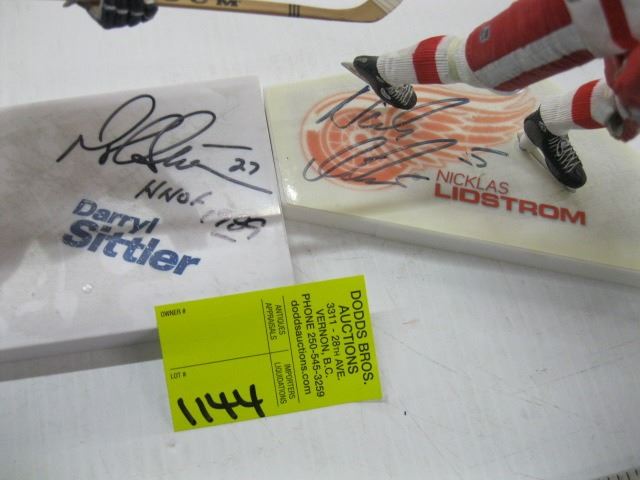 27
HHOF 1989
Darryl
Sittler
NICKLAS
LIDSTROM
DODDS BROS.
AUCTIONS
3311 - 28TH AVE.
VERNON, B.C.
PHONE 250-545-3259
doddsauctions.com
ANTIQUES
APPRAISALS
IMPORTERS
LIQUIDATIONS
OWNER #
LOT #
1144